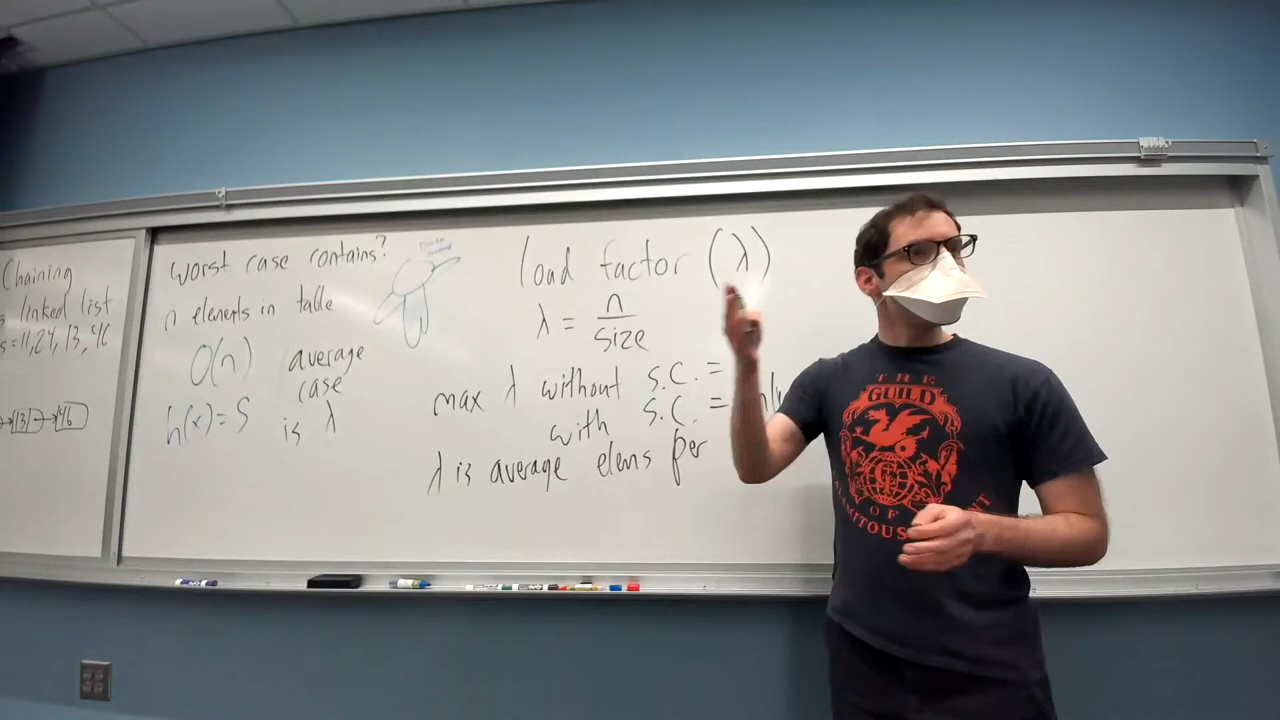 Chaining
linked list
s = 11, 24, 13, 46
→ 13 → 46
worst case contains?
n elements in table
O(n)
average
case
is λ
h(x) = 5
load factor (λ)
λ = n
size
max λ without s.c. =
with s.c. =
λ is average elems per
THE
GUILD
OF